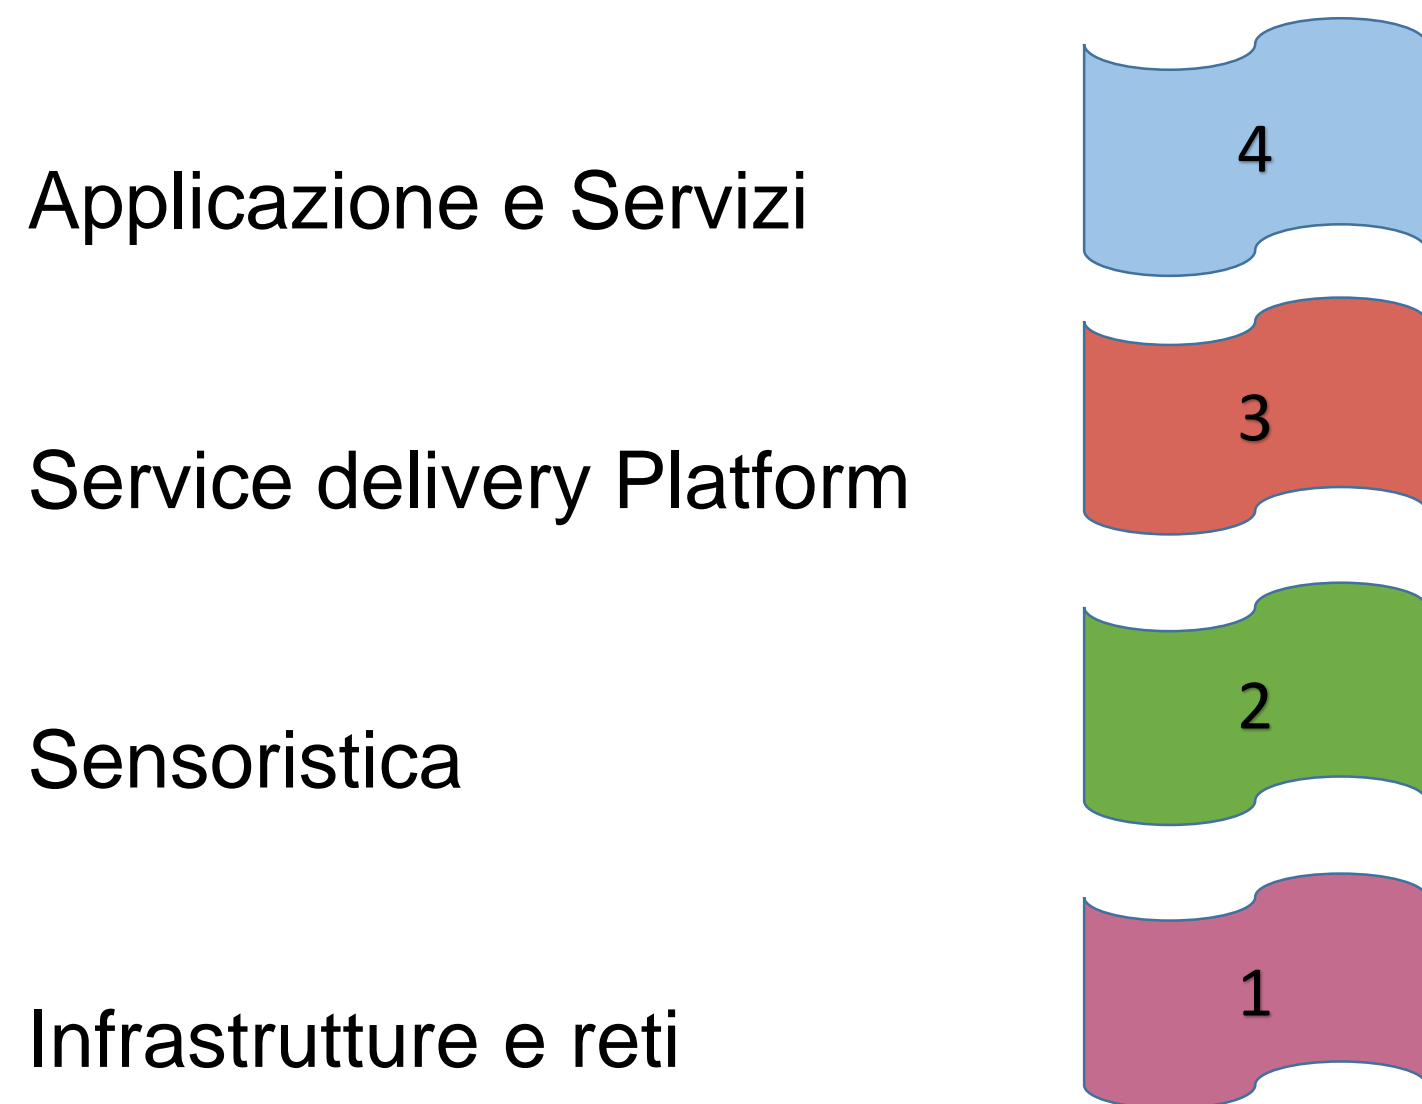 4
Applicazione e Servizi
3
Service delivery Platform
2
Sensoristica
1
Infrastrutture e reti